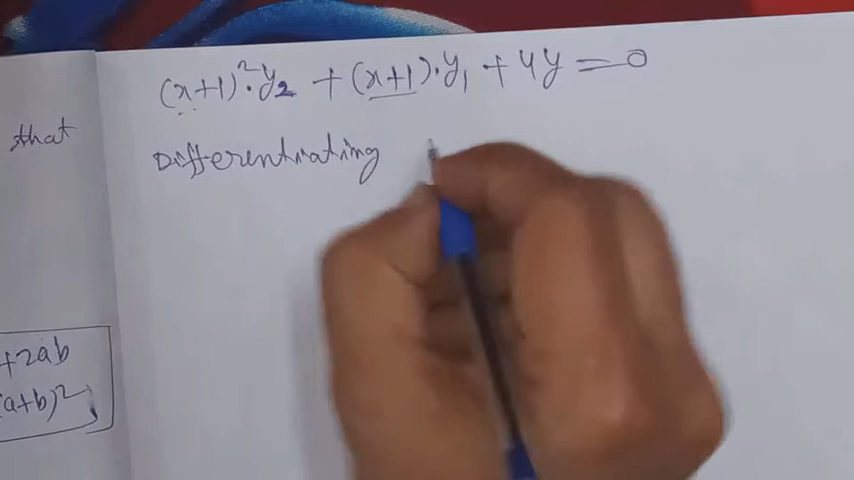 that
(x+1)²·y₂ + (x+1)·y₁ + 4y = 0
Differentiating
+2ab
(a+b)²